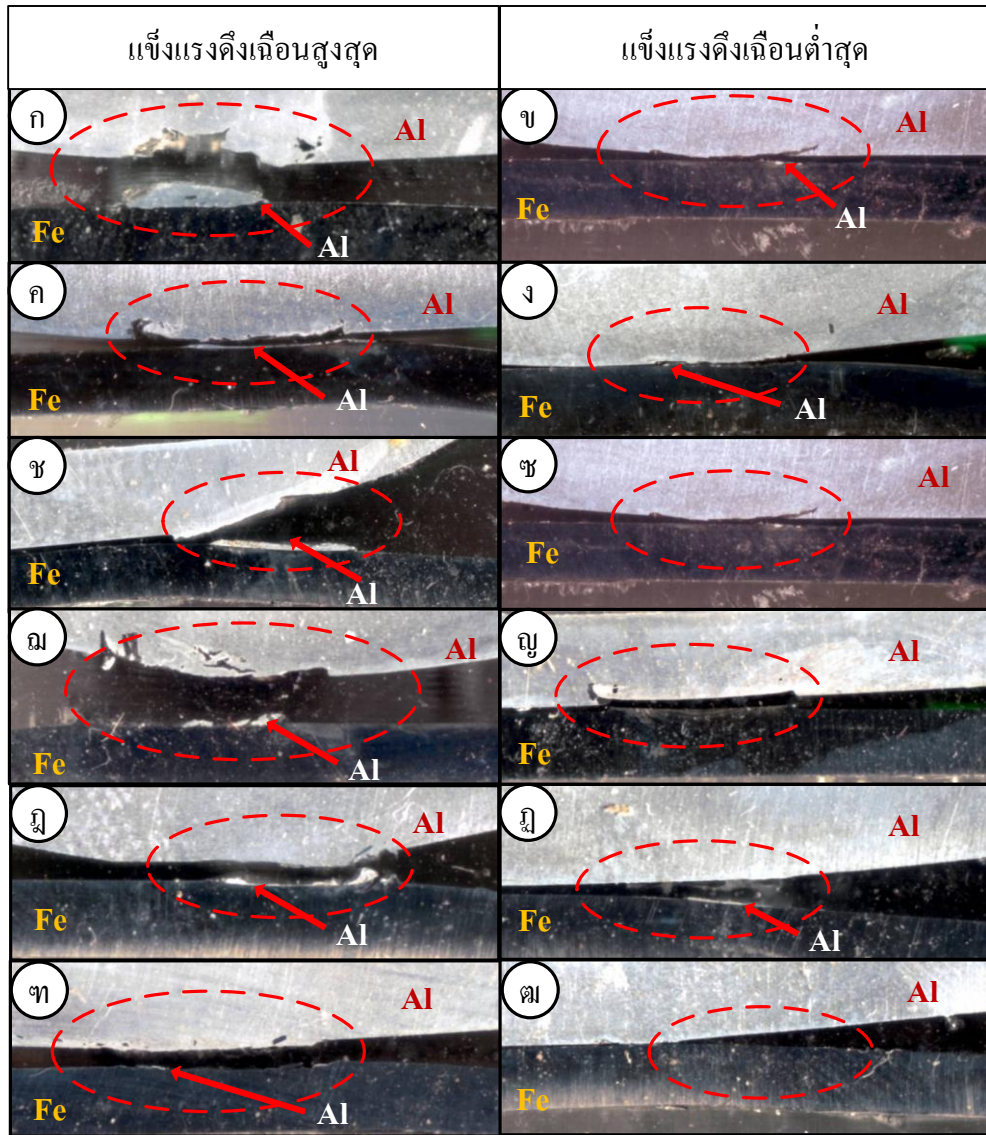 แข็งแรงดึงเฉือนสูงสุด แข็งแรงดึงเฉือนต่ำสุด
ก Al Fe Al ข Al Fe Al
ค Al Fe Al ง Al Fe Al
ช Al Fe Al ซ Al Fe
ฌ Al Fe Al ญ Al Fe
ฎ Al Fe Al ฏ Al Fe Al
ฑ Al Fe Al ฒ Al Fe